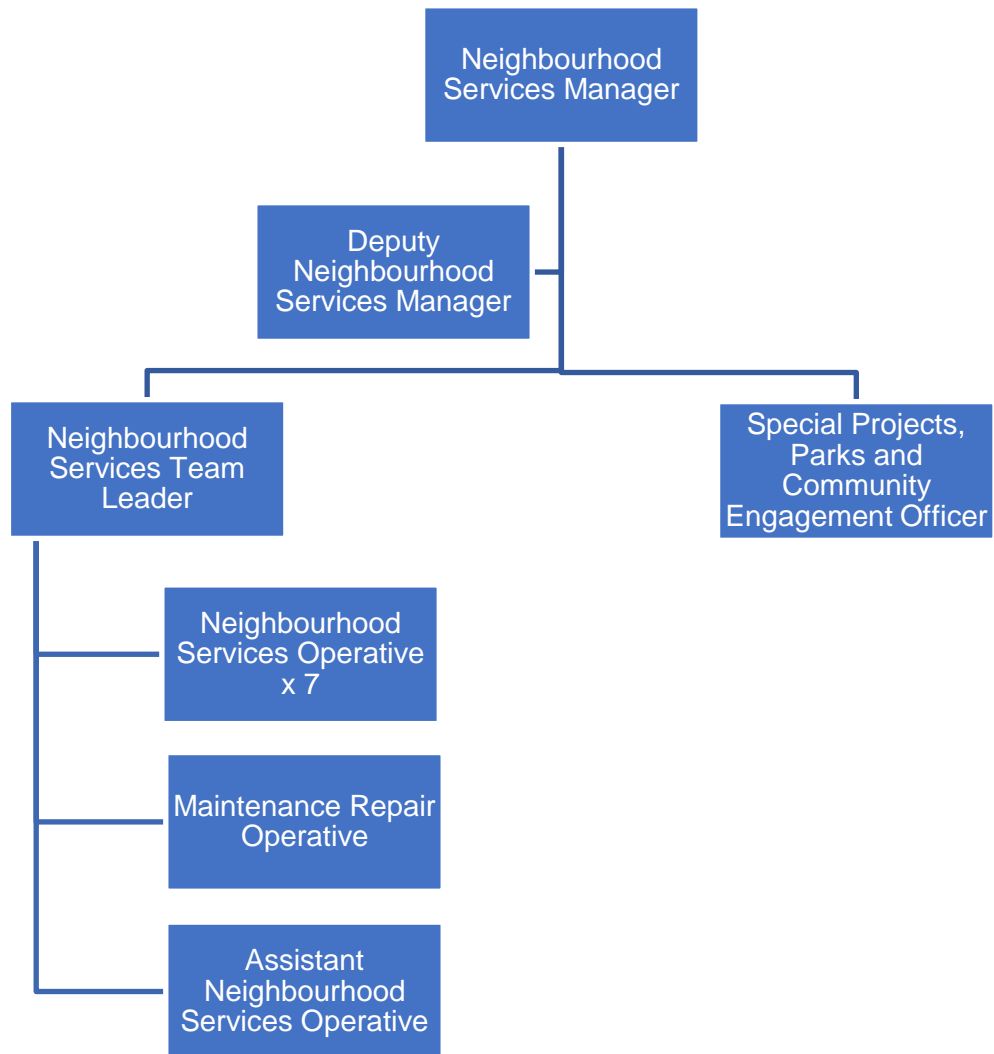 Neighbourhood
Services Manager
Deputy
Neighbourhood
Services Manager
Neighbourhood
Services Team
Leader
Special Projects,
Parks and
Community
Engagement Officer
Neighbourhood
Services Operative
x 7
Maintenance Repair
Operative
Assistant
Neighbourhood
Services Operative